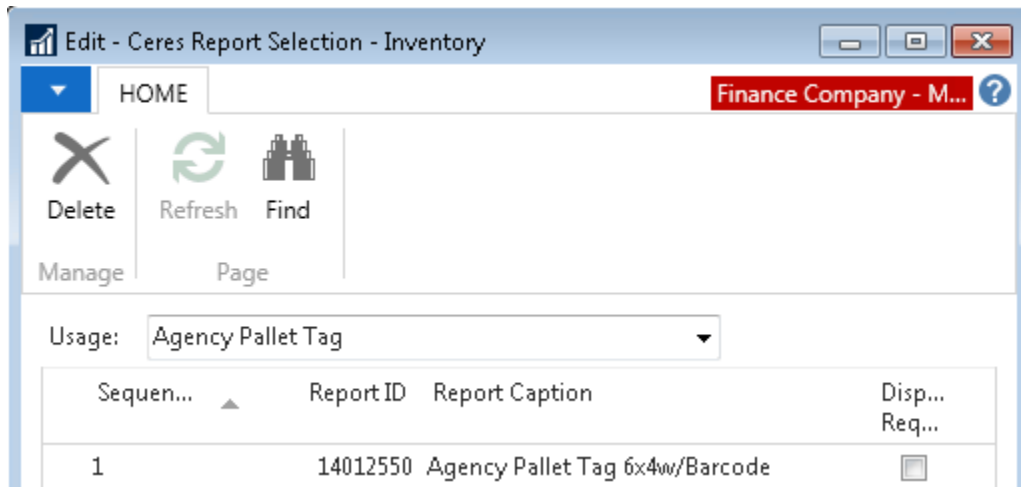 Edit - Ceres Report Selection - Inventory
HOME
Finance Company - M... ?
Delete Refresh Find
Manage Page
Usage: Agency Pallet Tag
Sequen... Report ID Report Caption Disp...
Req...
1 14012550 Agency Pallet Tag 6x4w/Barcode